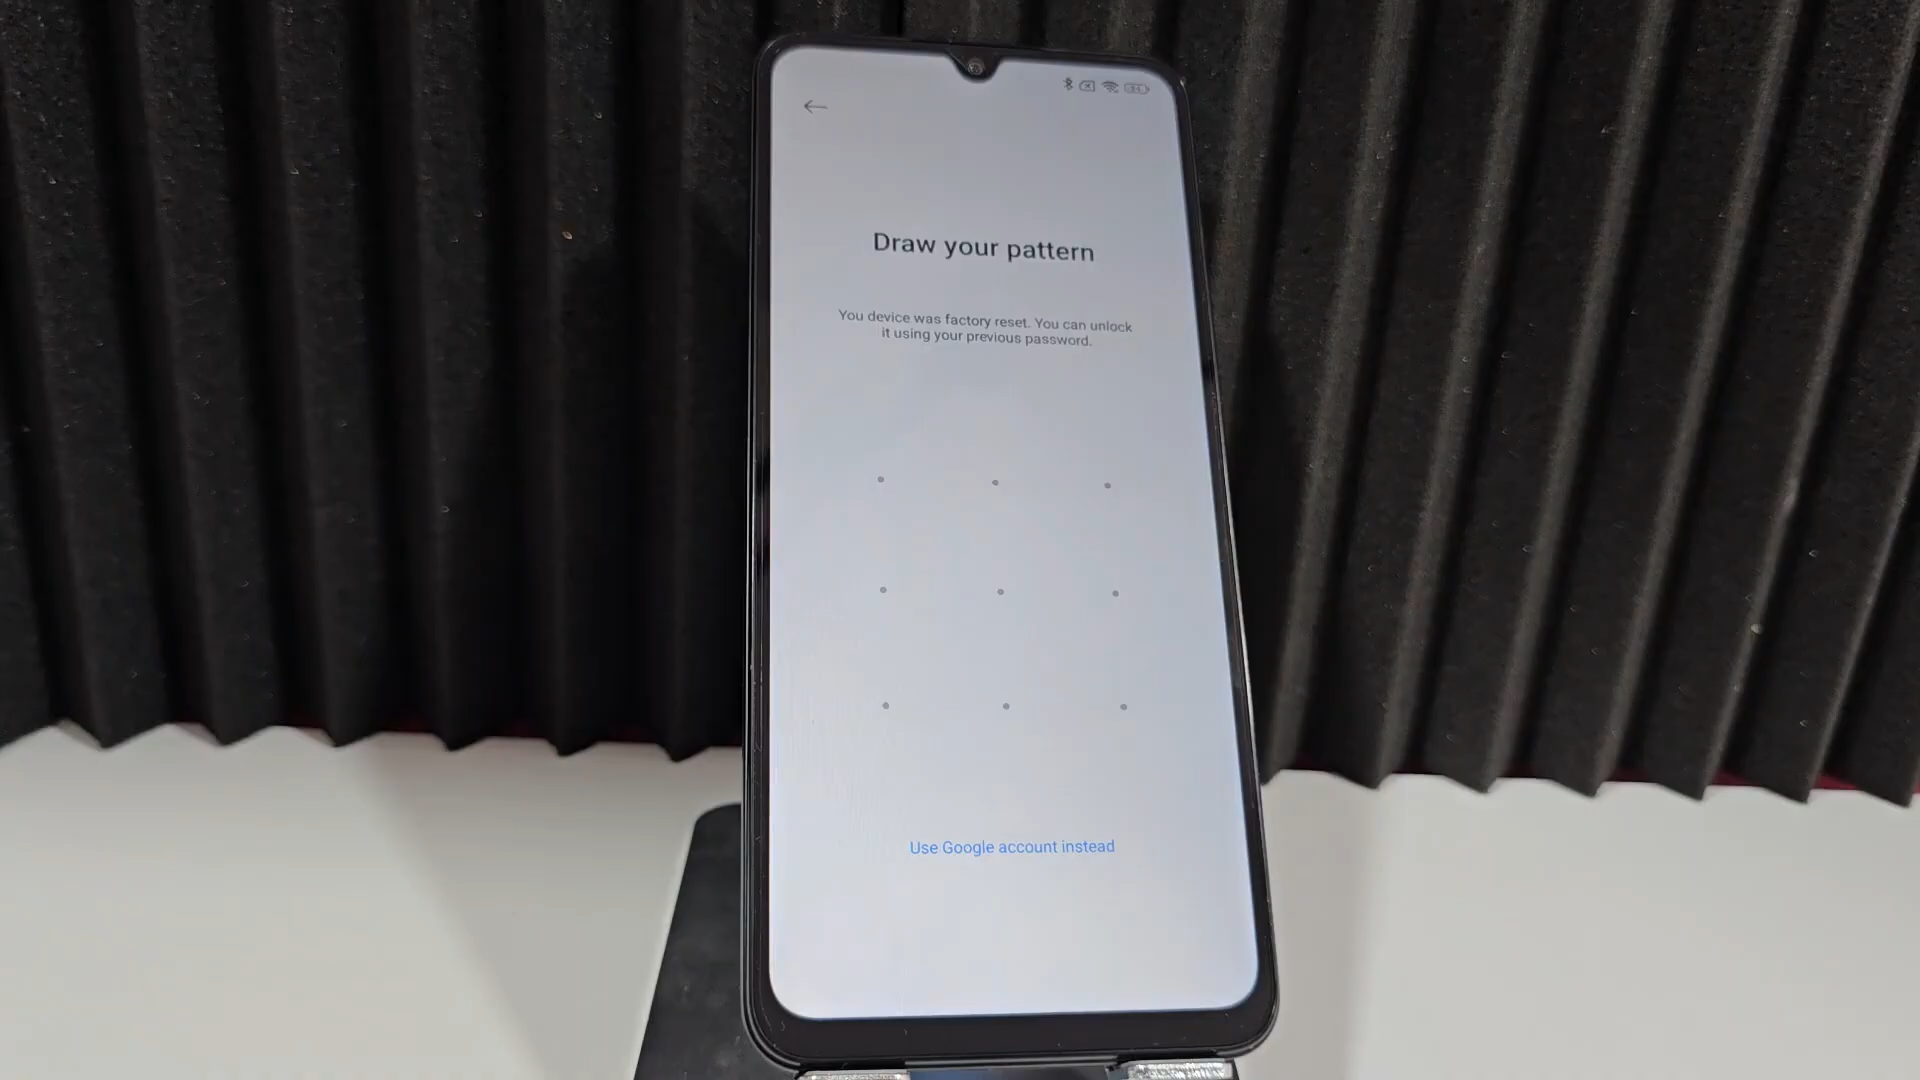 Draw your pattern
You device was factory reset. You can unlock
it using your previous password.
Use Google account instead